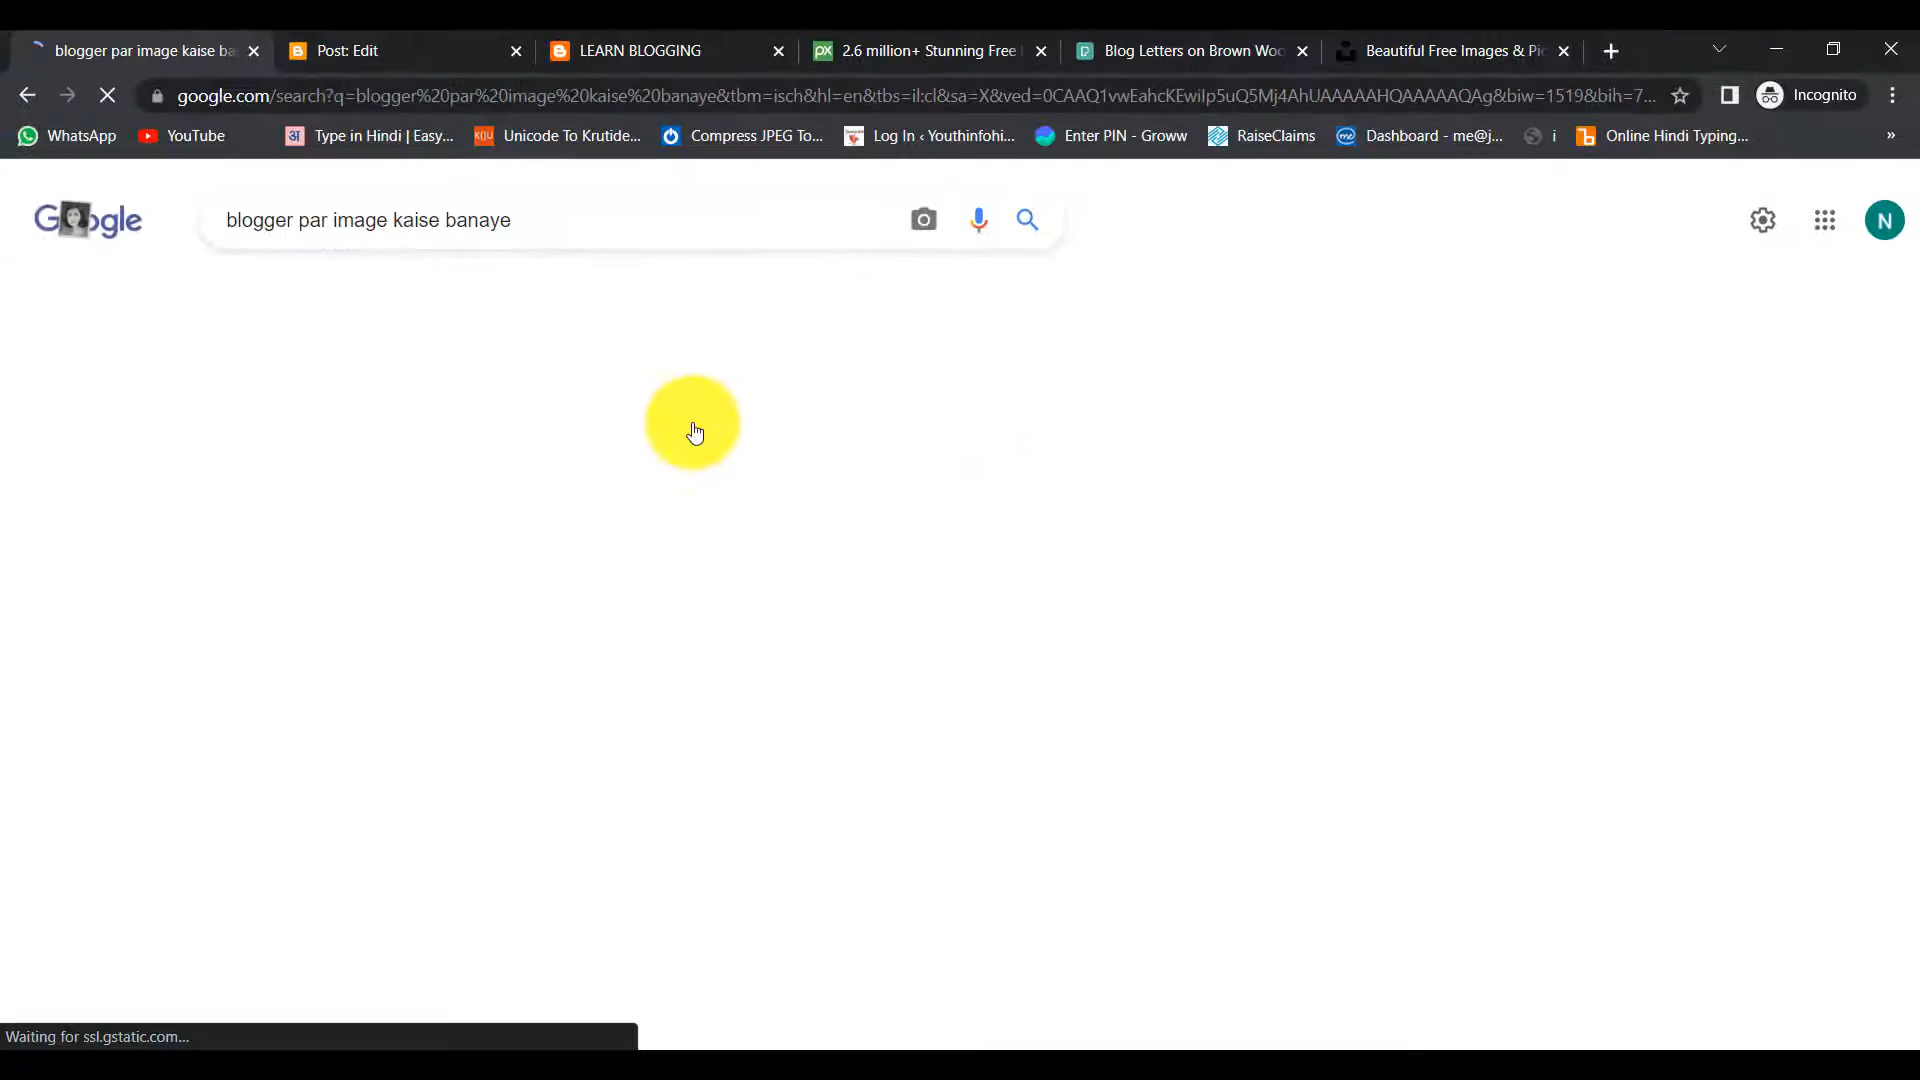 blogger par image kaise ba
Post: Edit
LEARN BLOGGING
2.6 million+ Stunning Free
Blog Letters on Brown Woo
Beautiful Free Images & Pi
google.com/search?q=blogger%20par%20image%20kaise%20banaye&tbm=isch&hl=en&tbs=il:cl&sa=X&ved=0CAAQ1vwEahcKEwilp5uQ5Mj4AhUAAAAAHQAAAAAQAg&biw=1519&bih=7...
Incognito
WhatsApp
YouTube
अ
Type in Hindi | Easy...
K|U
Unicode To Krutide...
Compress JPEG To...
Log In ‹ Youthinfohi...
Enter PIN - Groww
RaiseClaims
me
Dashboard - me@j...
i
Online Hindi Typing...
»
Google
blogger par image kaise banaye
N
Waiting for ssl.gstatic.com...